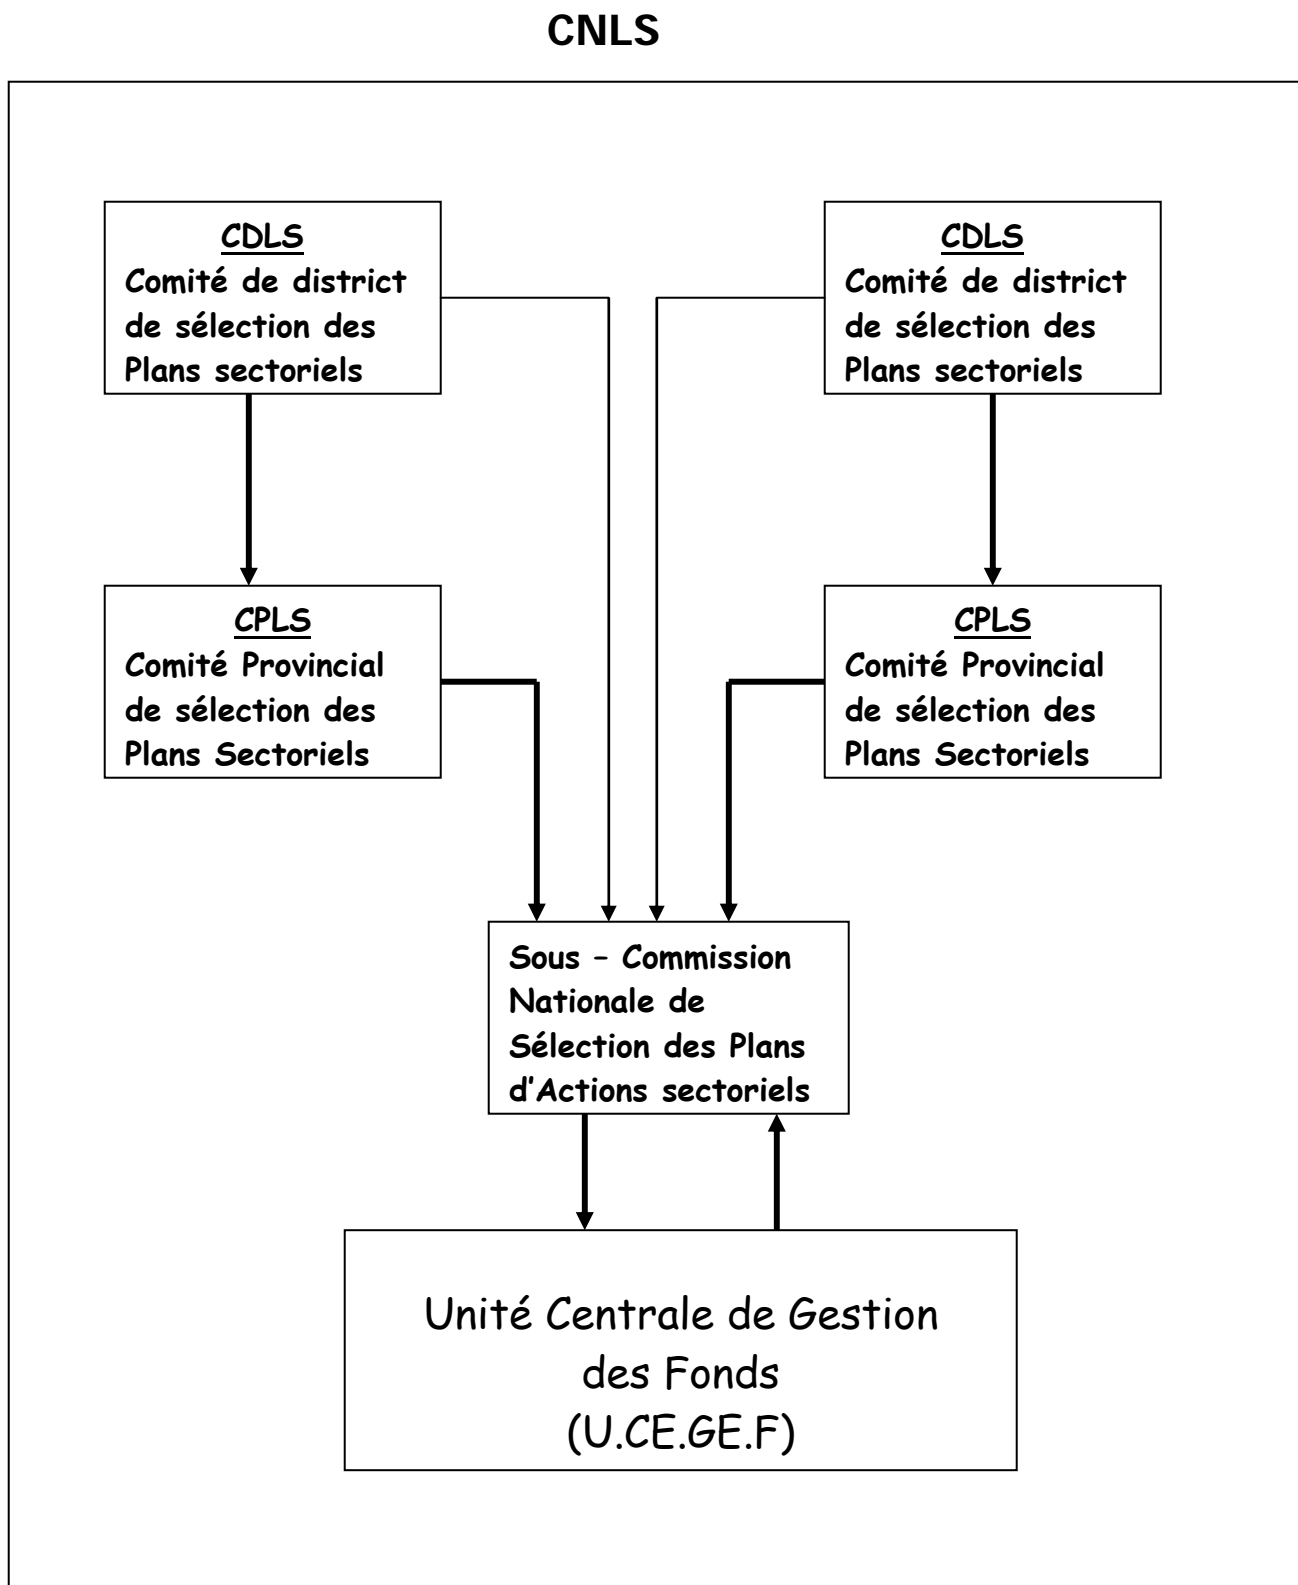 CNLS
CDLS
Comité de district
de sélection des
Plans sectoriels
CDLS
Comité de district
de sélection des
Plans sectoriels
CPLS
Comité Provincial
de sélection des
Plans Sectoriels
CPLS
Comité Provincial
de sélection des
Plans Sectoriels
Sous – Commission
Nationale de
Sélection des Plans
d'Actions sectoriels
Unité Centrale de Gestion
des Fonds
(U.CE.GE.F)